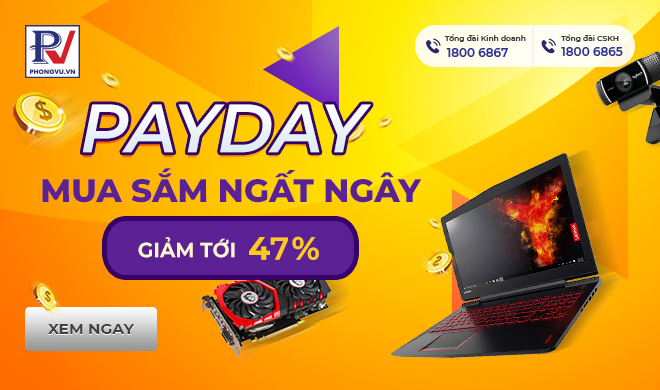 PV
PHONGVU.VN
Tổng đài Kinh doanh
1800 6867
Tổng đài CSKH
1800 6865
PAYDAY
MUA SẮM NGẤT NGÂY
GIẢM TỚI 47%
XEM NGAY